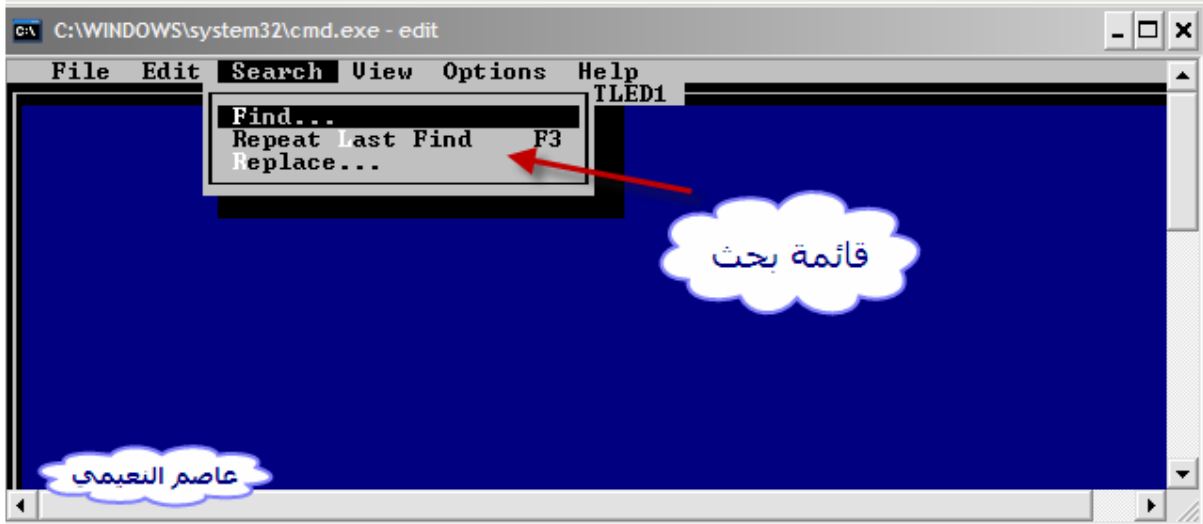 C:\WINDOWS\system32\cmd.exe - edit
File Edit Search View Options Help
TLED1
Find...
Repeat Last Find F3
Replace...
قائمة بحث
عاصم النعيمي